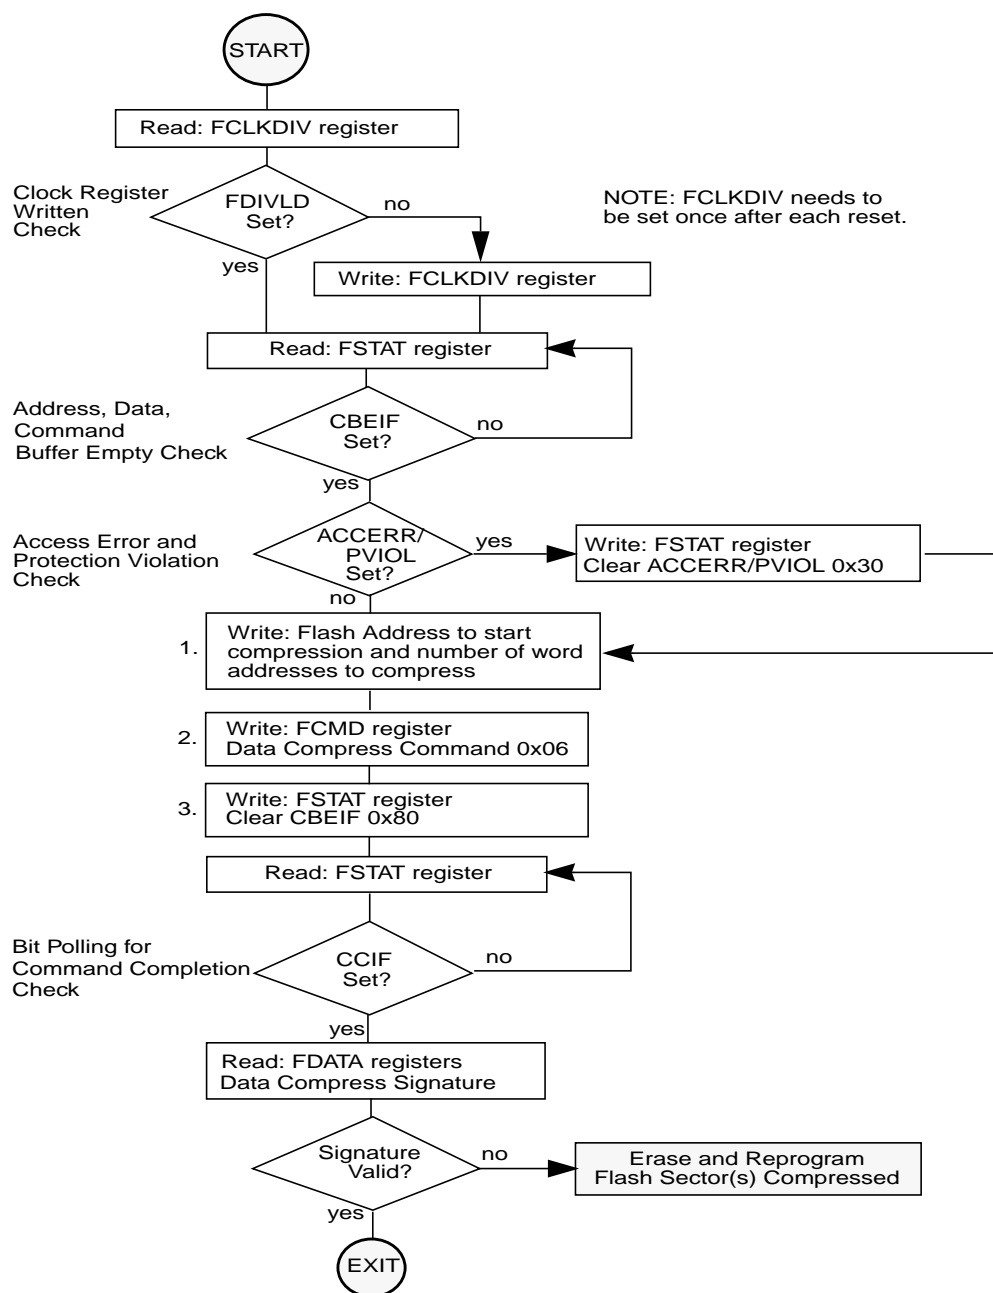 START
Read: FCLKDIV register
Clock Register
Written
Check
FDIVLD
Set?
no
yes
NOTE: FCLKDIV needs to
be set once after each reset.
Write: FCLKDIV register
Read: FSTAT register
Address, Data,
Command
Buffer Empty Check
CBEIF
Set?
no
yes
Access Error and
Protection Violation
Check
ACCERR/
PVIOL
Set?
yes
no
Write: FSTAT register
Clear ACCERR/PVIOL 0x30
1.
Write: Flash Address to start
compression and number of word
addresses to compress
2.
Write: FCMD register
Data Compress Command 0x06
3.
Write: FSTAT register
Clear CBEIF 0x80
Read: FSTAT register
Bit Polling for
Command Completion
Check
CCIF
Set?
no
yes
Read: FDATA registers
Data Compress Signature
Signature
Valid?
no
yes
Erase and Reprogram
Flash Sector(s) Compressed
EXIT